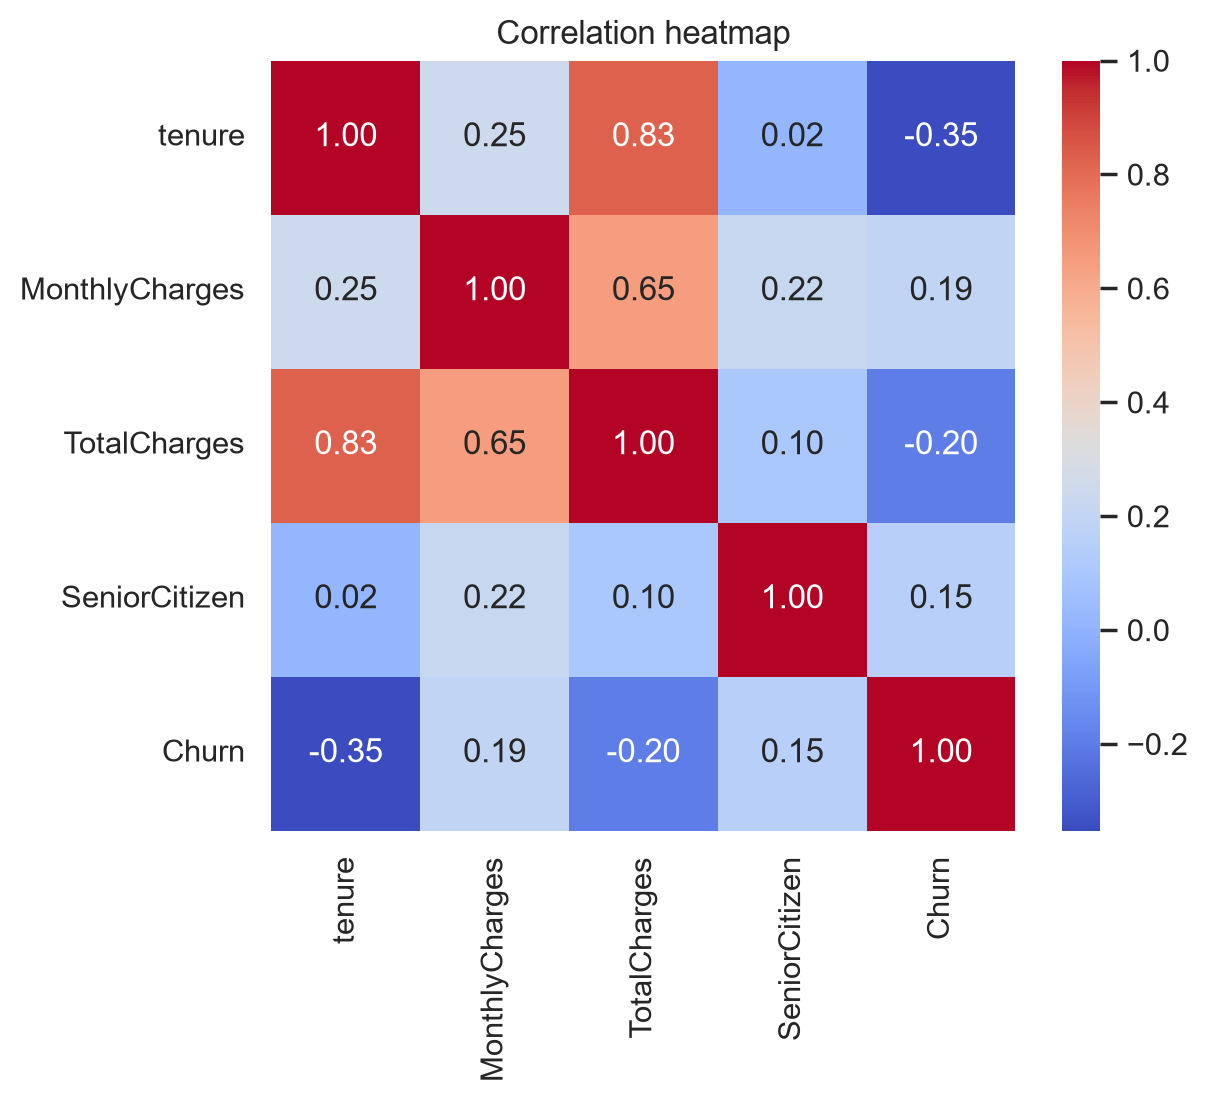 Correlation heatmap
tenure 1.00 0.25 0.83 0.02 -0.35
MonthlyCharges 0.25 1.00 0.65 0.22 0.19
TotalCharges 0.83 0.65 1.00 0.10 -0.20
SeniorCitizen 0.02 0.22 0.10 1.00 0.15
Churn -0.35 0.19 -0.20 0.15 1.00
tenure
MonthlyCharges
TotalCharges
SeniorCitizen
Churn
1.0
0.8
0.6
0.4
0.2
0.0
−0.2